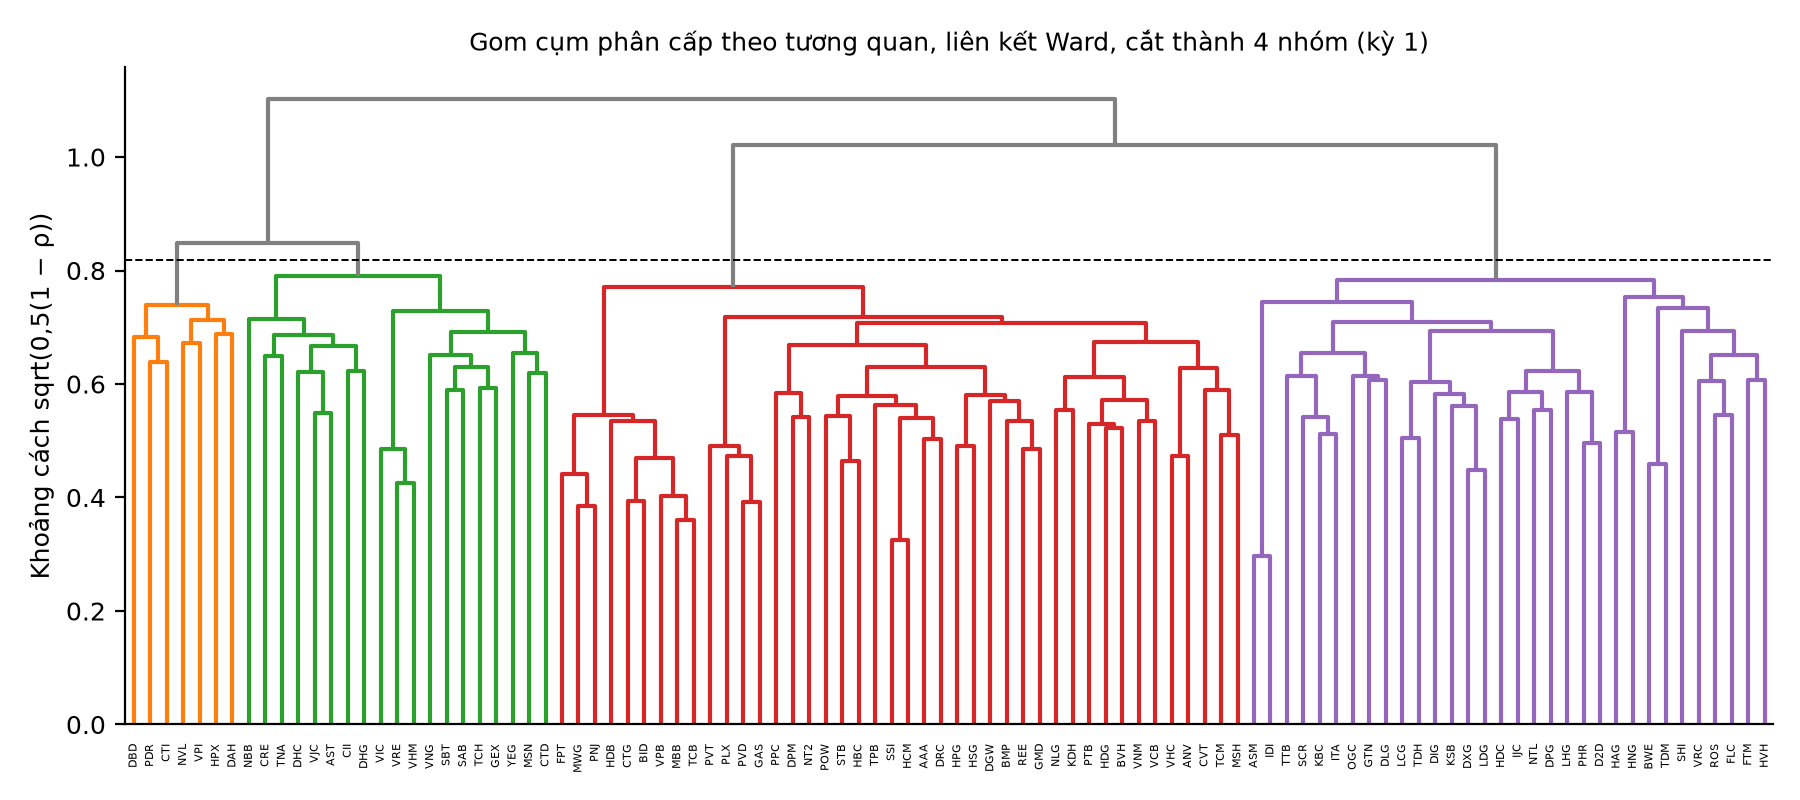 Gom cụm phân cấp theo tương quan, liên kết Ward, cắt thành 4 nhóm (kỳ 1)
Khoảng cách sqrt(0,5(1 − ρ))
1.0
0.8
0.6
0.4
0.2
0.0
DBD PDR CTI NVL VPI HPX DAH NBB CRE TNA DHC VJC AST CII DHG VIC VRE VHM VNG SBT SAB TCH GEX YEG MSN CTD FPT MWG PNJ HDB CTG BID VPB MBB TCB PVT PLX PVD GAS PPC DPM NT2 POW STB HBC TPB SSI HCM AAA DRC HPG HSG DGW BMP REE GMD NLG KDH PTB HDG BVH VNM VCB VHC ANV CVT TCM MSH ASM IDI TTB SCR KBC ITA OGC GTN DLG LCG TDH DIG KSB DXG LDG HDC IJC NTL DPG LHG PHR D2D HAG HNG BWE TDM SHI VRC ROS FLC FTM HVH